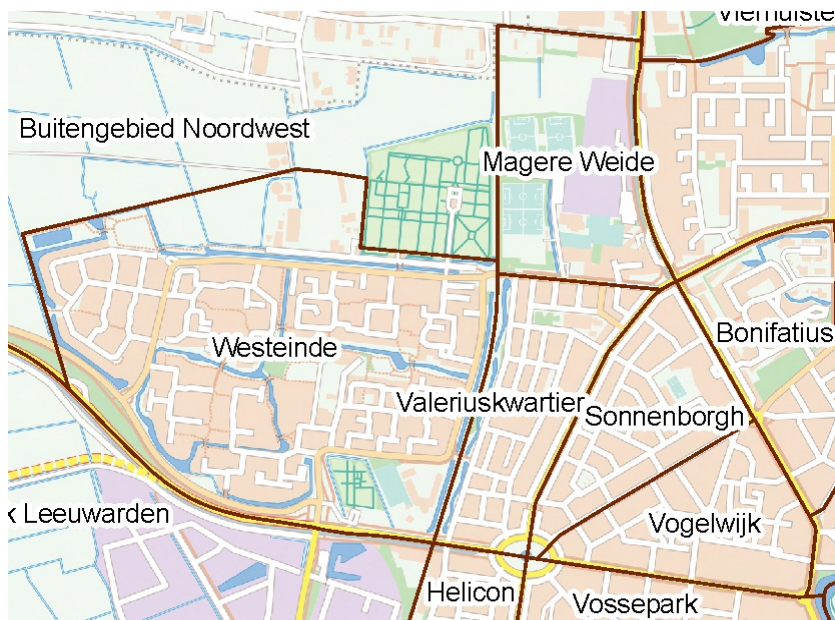 Buitengebied Noordwest
Magere Weide
Westeinde
Bonifatius
Valeriuskwartier
Sonnenborgh
k Leeuwarden
Vogelwijk
Helicon
Vossepark